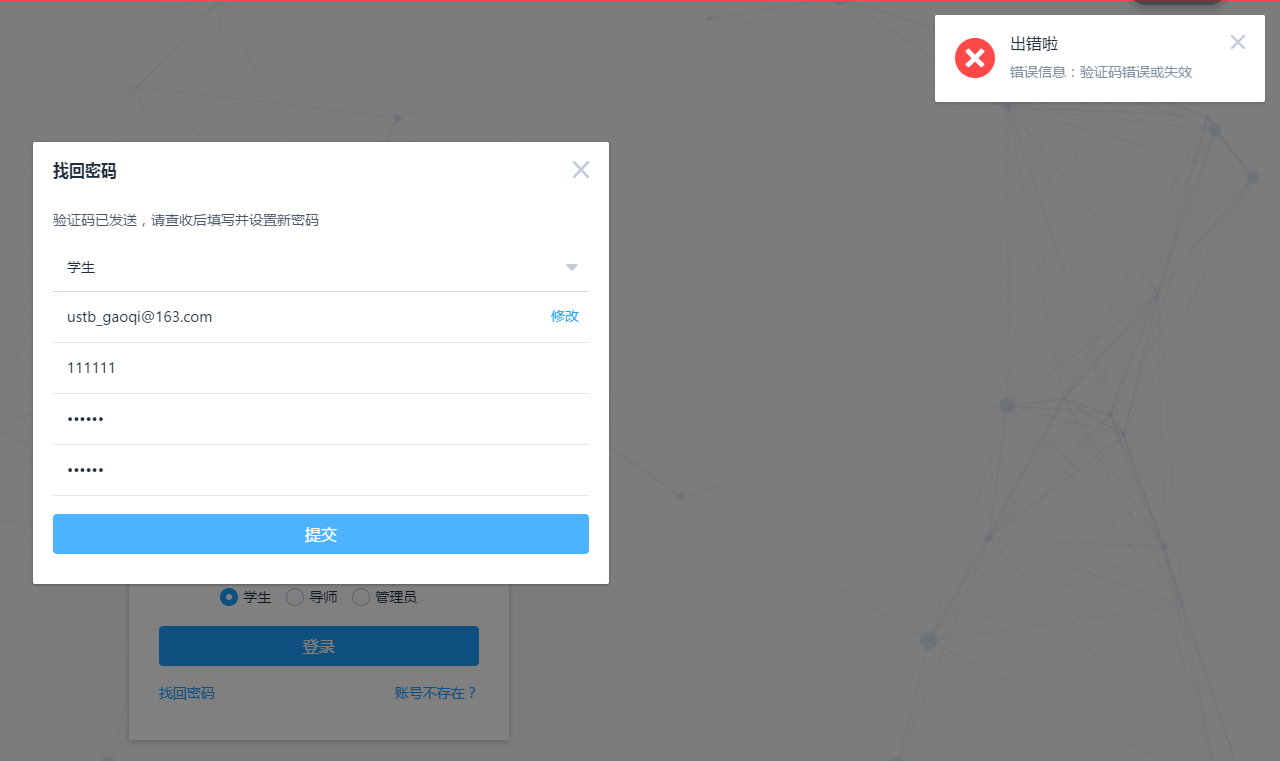 出错啦
错误信息：验证码错误或失效
找回密码
验证码已发送，请查收后填写并设置新密码
学生
ustb_gaoqi@163.com 修改
111111
••••••
••••••
提交
学生 导师 管理员
登录
找回密码 账号不存在？